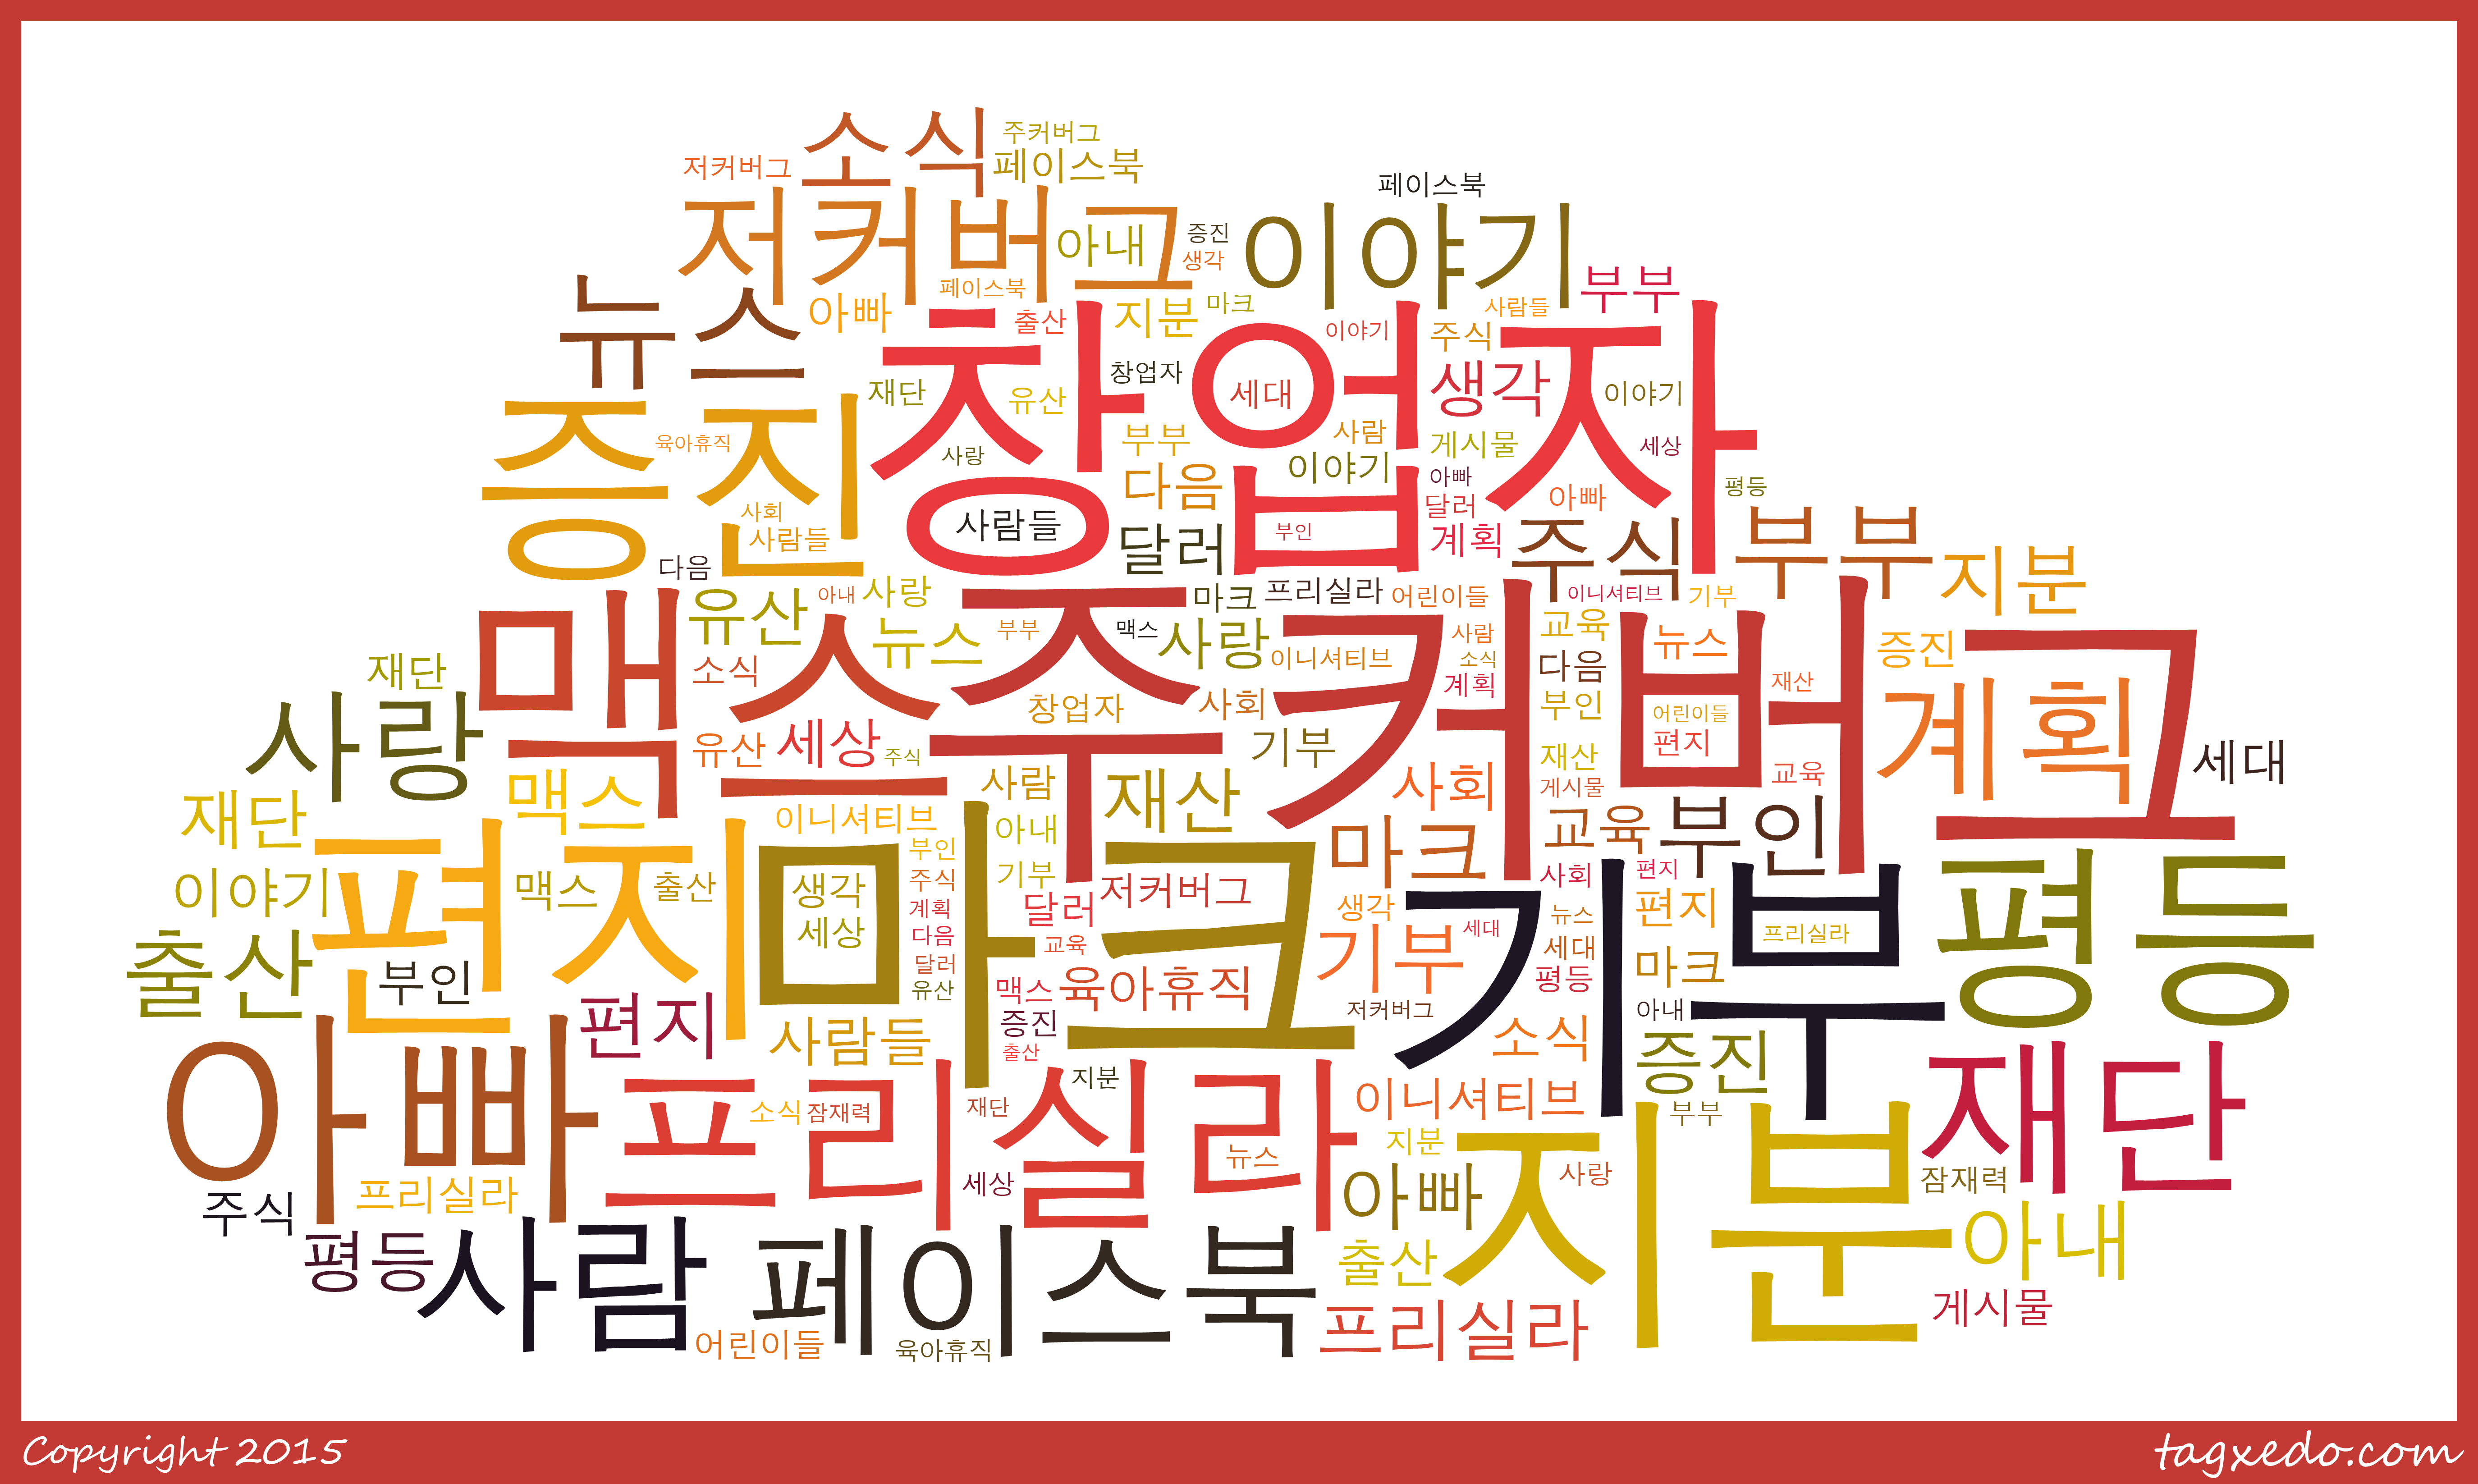 주커버그
소식
저커버그
페이스북
페이스북
저커버그
아내
증진
생각
이야기
부부
뉴스
아빠
페이스북
출산
지분
마크
이야기
사람들
주식
창업자
증진
육아휴직
재단
유산
창업자
세대
생각
이야기
사랑
부부
사람
게시물
세상
다음
이야기
아빠
달러
아빠
평등
사회
사람들
사람들
달러
부인
계획
주식
부부
지분
다음
맥스
유산
아내
사랑
뉴스
부부
맥스
주커버그
마크
프리실라
어린이들
이니셔티브
기부
사랑
이니셔티브
사람
소식
계획
교육
다음
부인
뉴스
증진
재산
계획
세대
재단
사랑
소식
유산
세상
주식
창업자
사회
기부
어린이들
편지
재산
게시물
교육
재단
맥스
이니셔티브
사람
아내
기부
재산
사회
마크
교육
부인
평등
이야기
편지
맥스
출산
마크
생각
세상
부인
주식
계획
다음
달러
유산
달러
저커버그
교육
맥스
증진
출산
육아휴직
생각
기부
세대
저커버그
기부
사회
뉴스
세대
평등
편지
편지
마크
아내
프리실라
출산
부인
편지
사람들
지분
소식
증진
재단
아빠
프리실라
소식
잠재력
재단
세상
뉴스
이니셔티브
지분
아빠
지분
사랑
부부
잠재력
아내
주식
프리실라
평등
사람
페이스북
출산
프리실라
게시물
어린이들
육아휴직
Copyright 2015
tagxedo.com